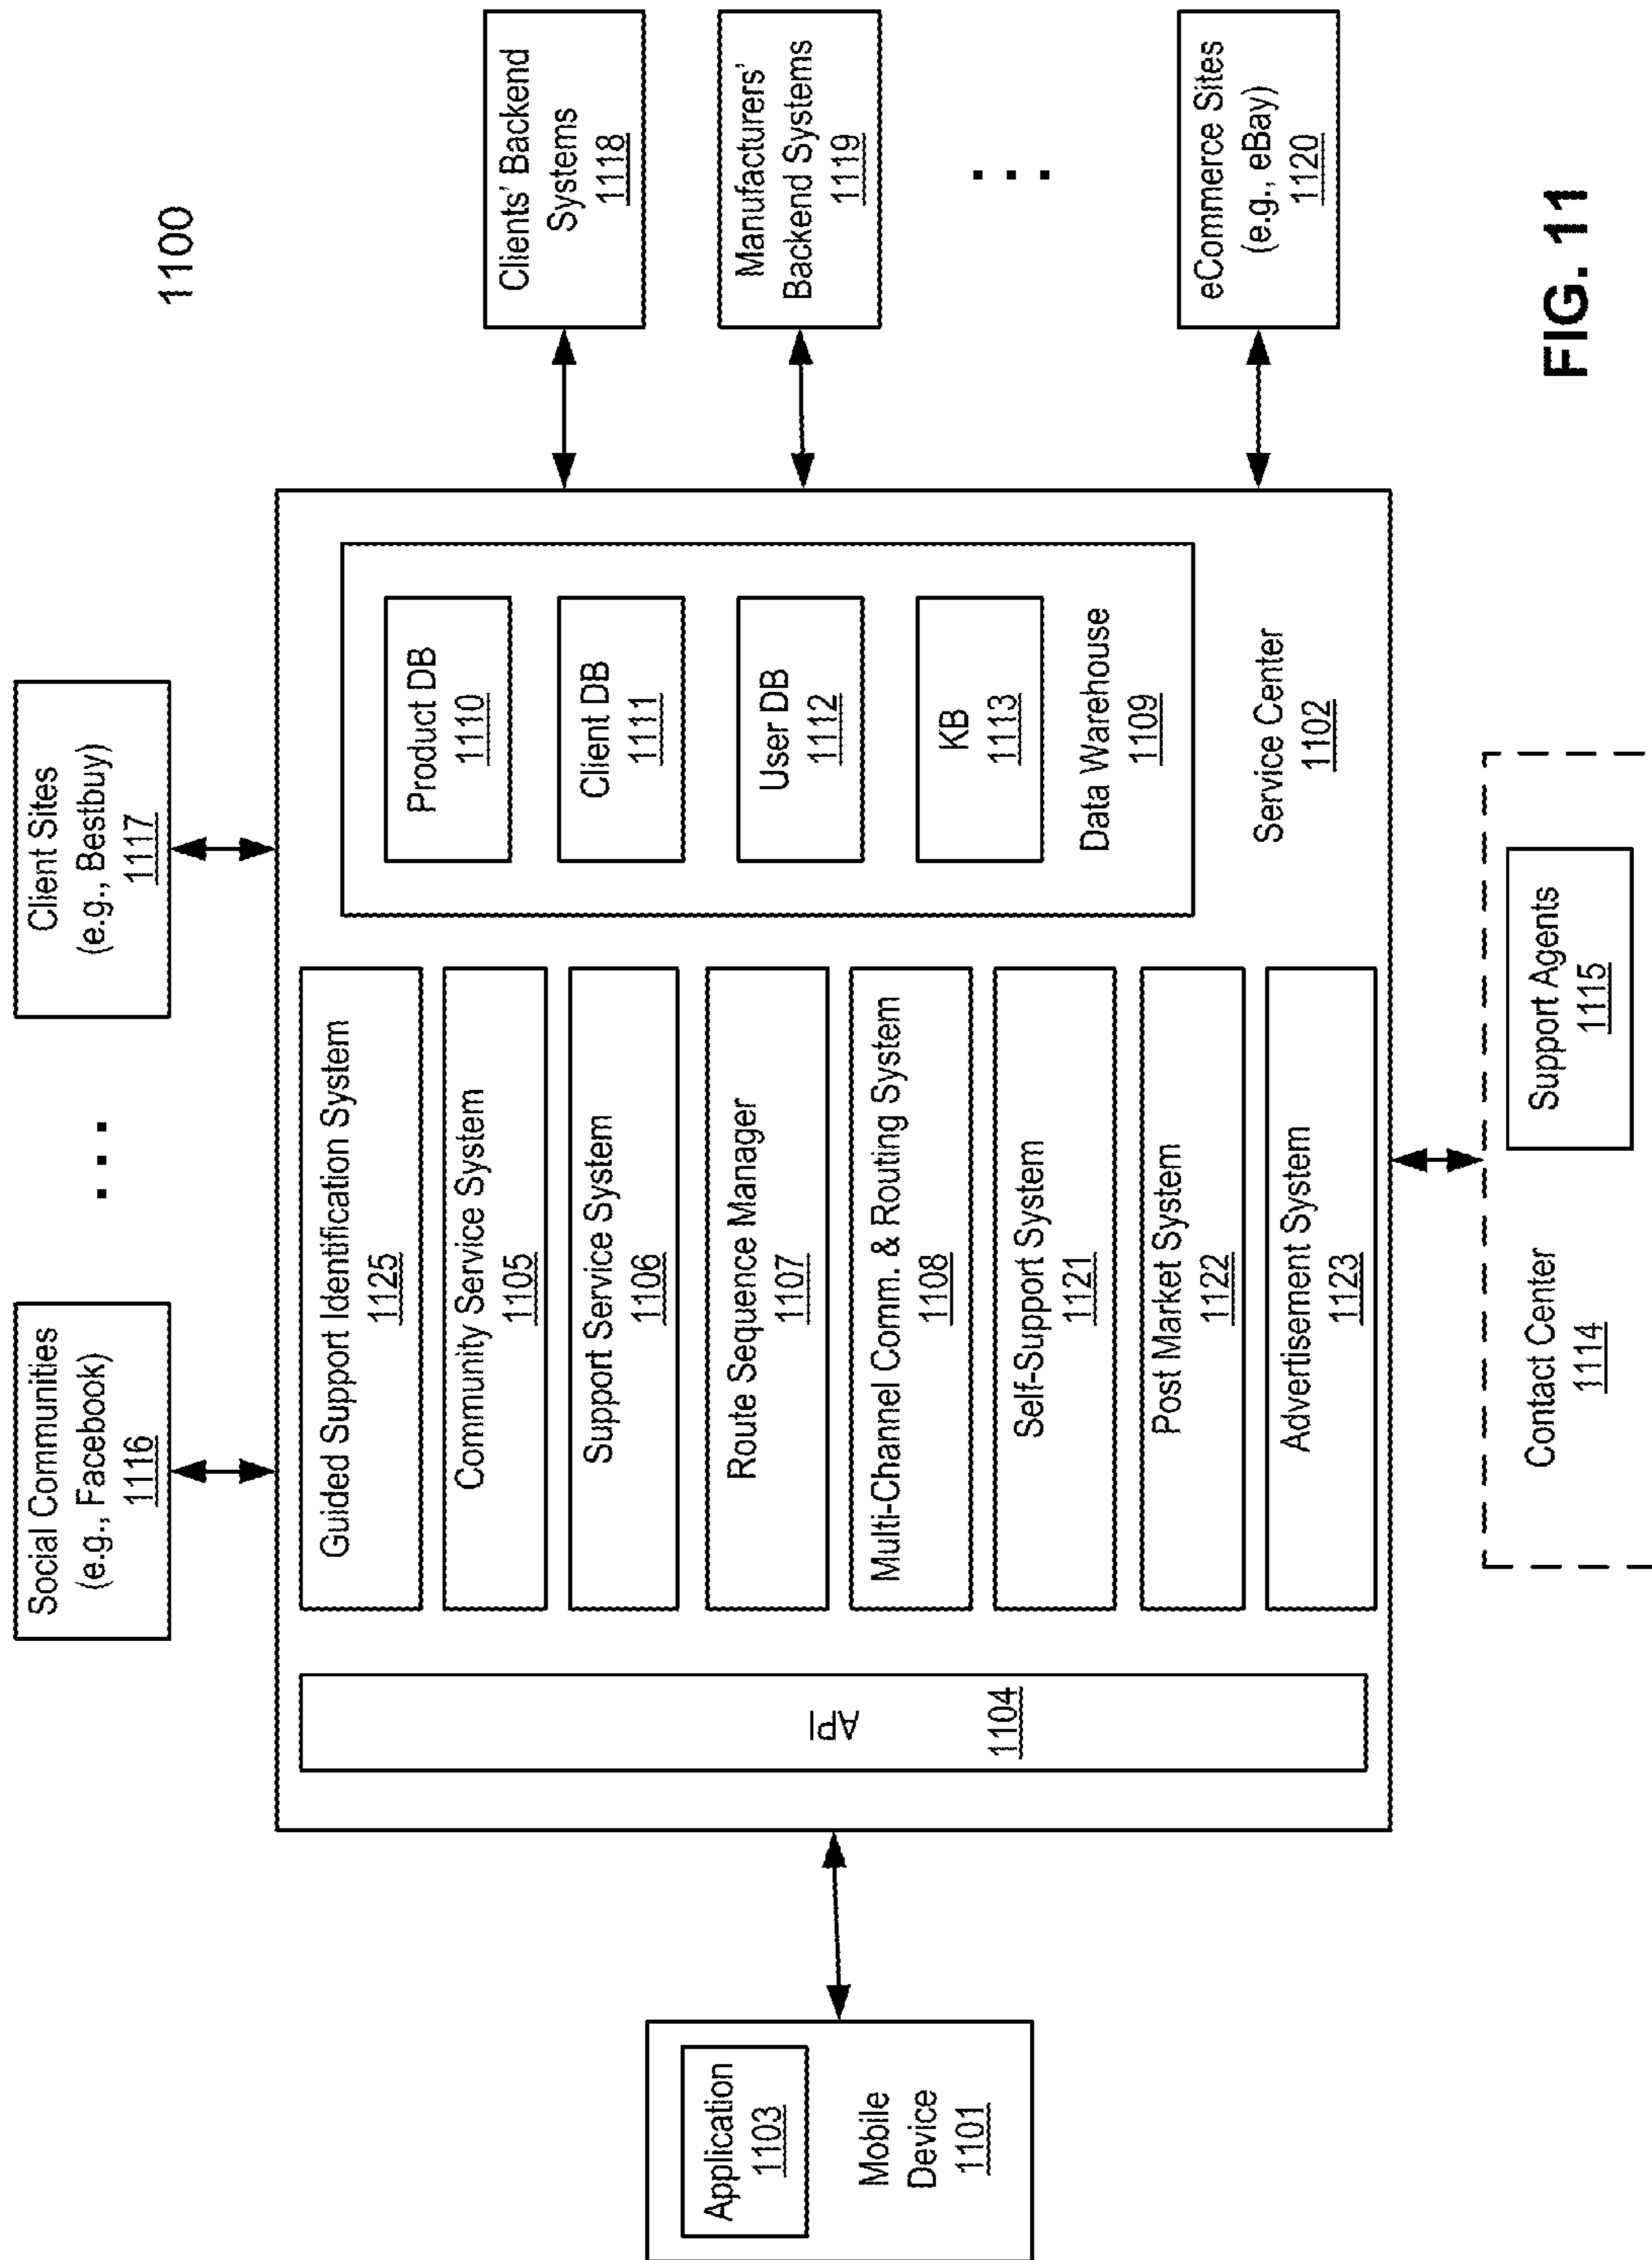 1100
Social Communities
(e.g., Facebook)
1116
. . .
Client Sites
(e.g., Bestbuy)
1117
Application
1103
Mobile
Device
1101
API
1104
Guided Support Identification System
1125
Community Service System
1105
Support Service System
1106
Route Sequence Manager
1107
Multi-Channel Comm. & Routing System
1108
Self-Support System
1121
Post Market System
1122
Advertisement System
1123
Product DB
1110
Client DB
1111
User DB
1112
KB
1113
Data Warehouse
1109
Service Center
1102
Clients' Backend
Systems
1118
Manufacturers'
Backend Systems
1119
. . .
eCommerce Sites
(e.g., eBay)
1120
Contact Center
1114
Support Agents
1115
FIG. 11